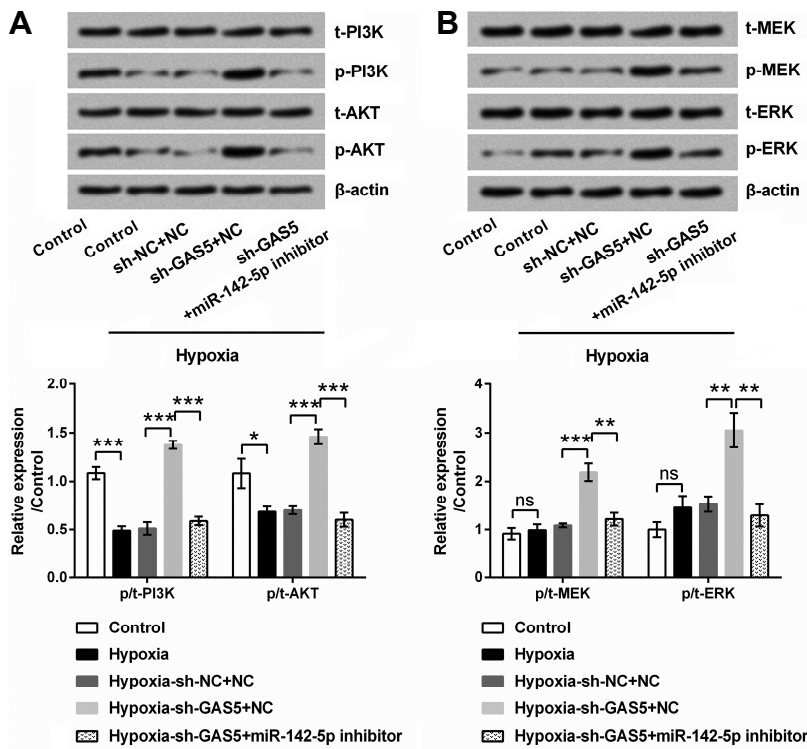 A
t-PI3K
p-PI3K
t-AKT
p-AKT
β-actin
Control
Control
sh-NC+NC
sh-GAS5+NC
sh-GAS5
+miR-142-5p inhibitor
Hypoxia
Relative expression
/Control
2.0
1.5
1.0
0.5
0.0
***
***
***
*
***
***
p/t-PI3K
p/t-AKT
Control
Hypoxia
Hypoxia-sh-NC+NC
Hypoxia-sh-GAS5+NC
Hypoxia-sh-GAS5+miR-142-5p inhibitor
B
t-MEK
p-MEK
t-ERK
p-ERK
β-actin
Control
Control
sh-NC+NC
sh-GAS5+NC
sh-GAS5
+miR-142-5p inhibitor
Hypoxia
Relative expression
/Control
4
3
2
1
0
ns
***
**
ns
**
**
p/t-MEK
p/t-ERK
Control
Hypoxia
Hypoxia-sh-NC+NC
Hypoxia-sh-GAS5+NC
Hypoxia-sh-GAS5+miR-142-5p inhibitor